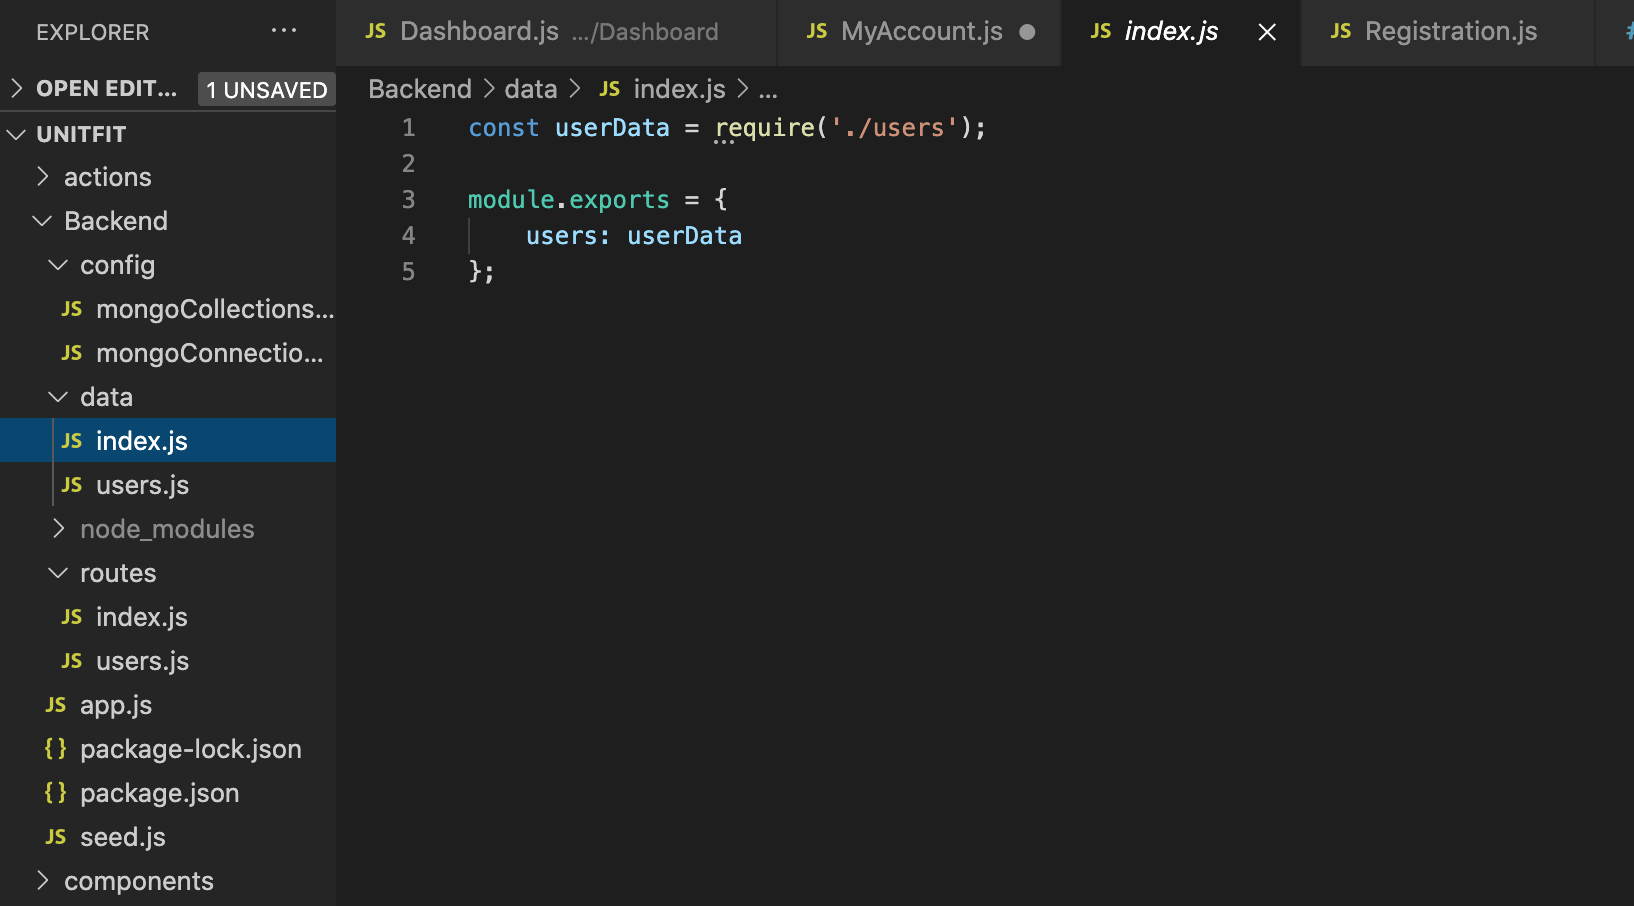 EXPLORER ...
OPEN EDIT... 1 UNSAVED
UNITFIT
actions
Backend
config
JS mongoCollections...
JS mongoConnectio...
data
JS index.js
JS users.js
node_modules
routes
JS index.js
JS users.js
JS app.js
{} package-lock.json
{} package.json
JS seed.js
components
JS Dashboard.js .../Dashboard
JS MyAccount.js
JS index.js
JS Registration.js
#
Backend > data > JS index.js > ...
1 const userData = require('./users');
2
3 module.exports = {
4 users: userData
5 };